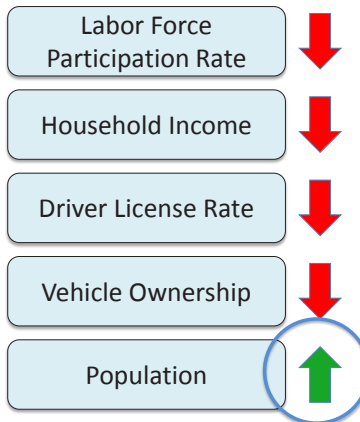 Labor Force
Participation Rate
Household Income
Driver License Rate
Vehicle Ownership
Population